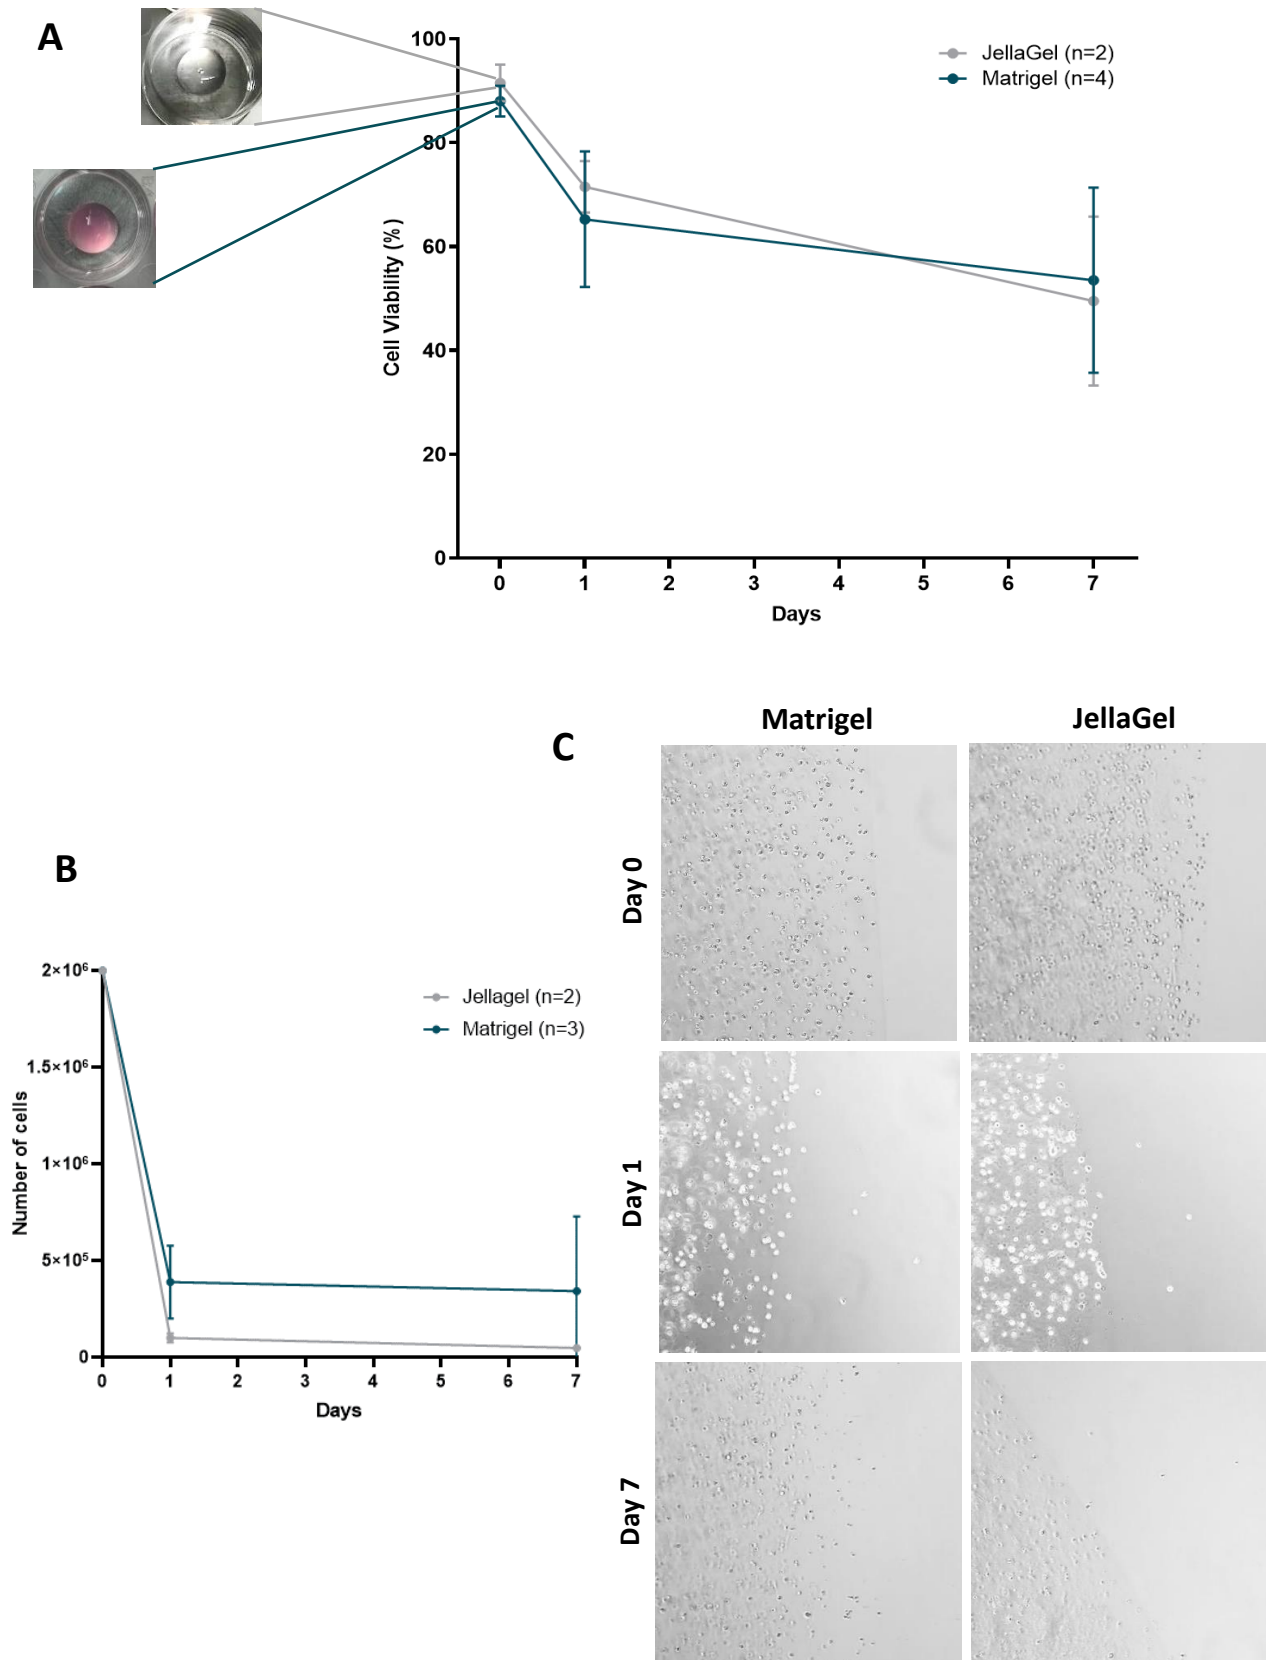 A
100
80
60
40
20
0
Cell Viability (%)
0 1 2 3 4 5 6 7
Days
JellaGel (n=2)
Matrigel (n=4)
B
2×10⁶
1.5×10⁶
1×10⁶
5×10⁵
0
Number of cells
0 1 2 3 4 5 6 7
Days
Jellagel (n=2)
Matrigel (n=3)
C
Matrigel JellaGel
Day 0
Day 1
Day 7